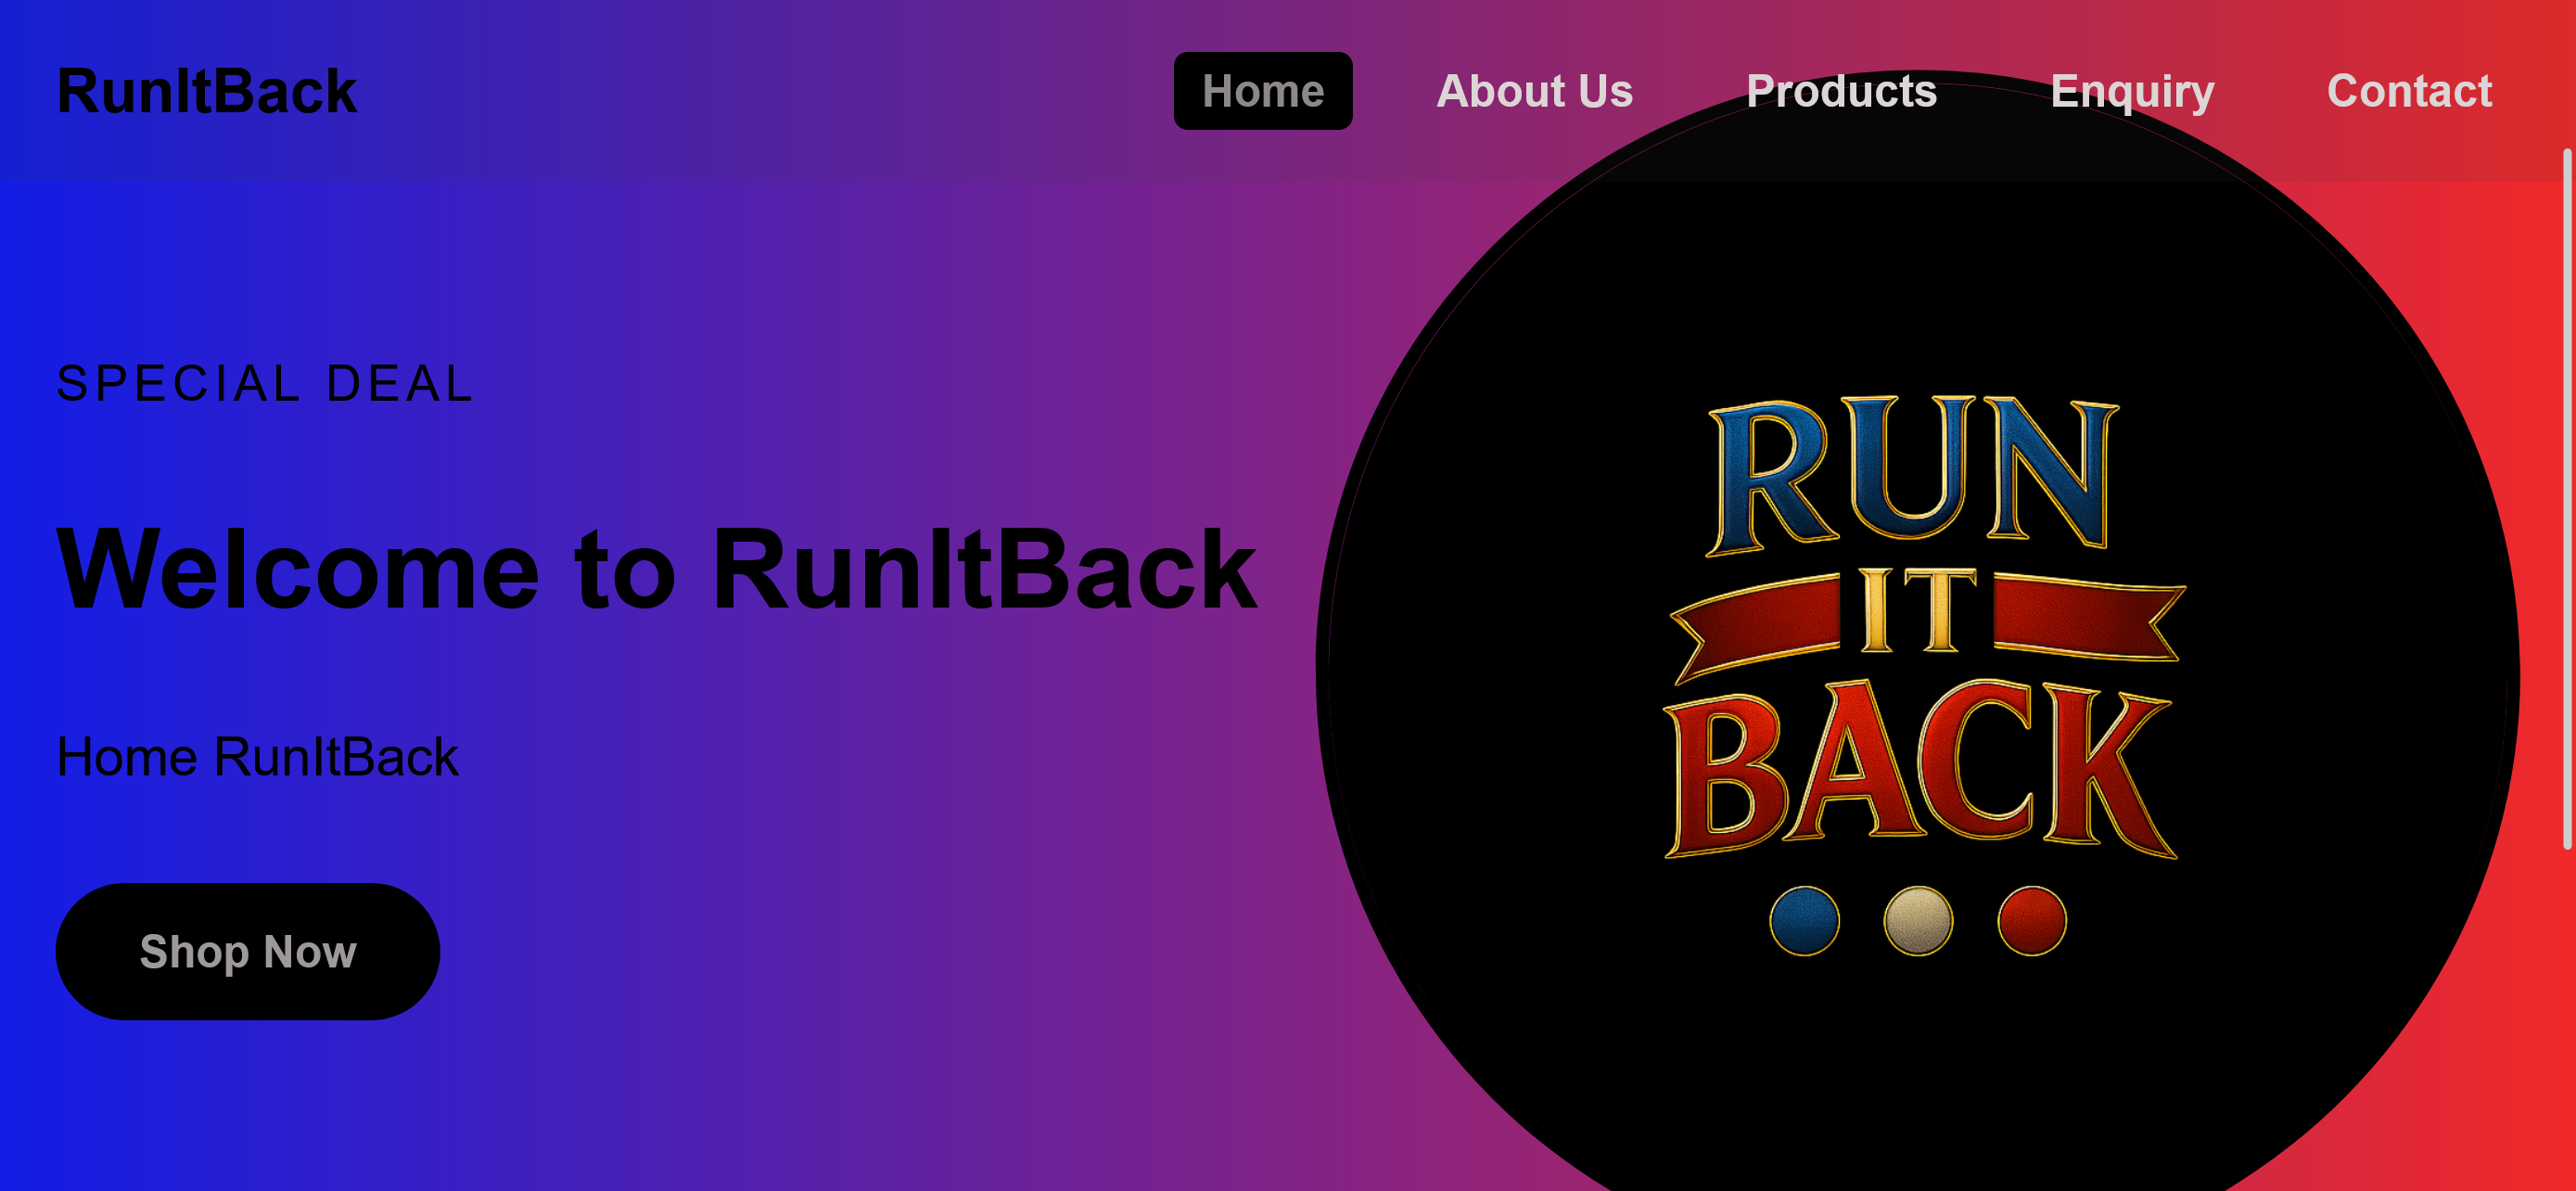 RunItBack
Home
About Us
Products
Enquiry
Contact
SPECIAL DEAL
Welcome to RunItBack
Home RunItBack
Shop Now
RUN
IT
BACK